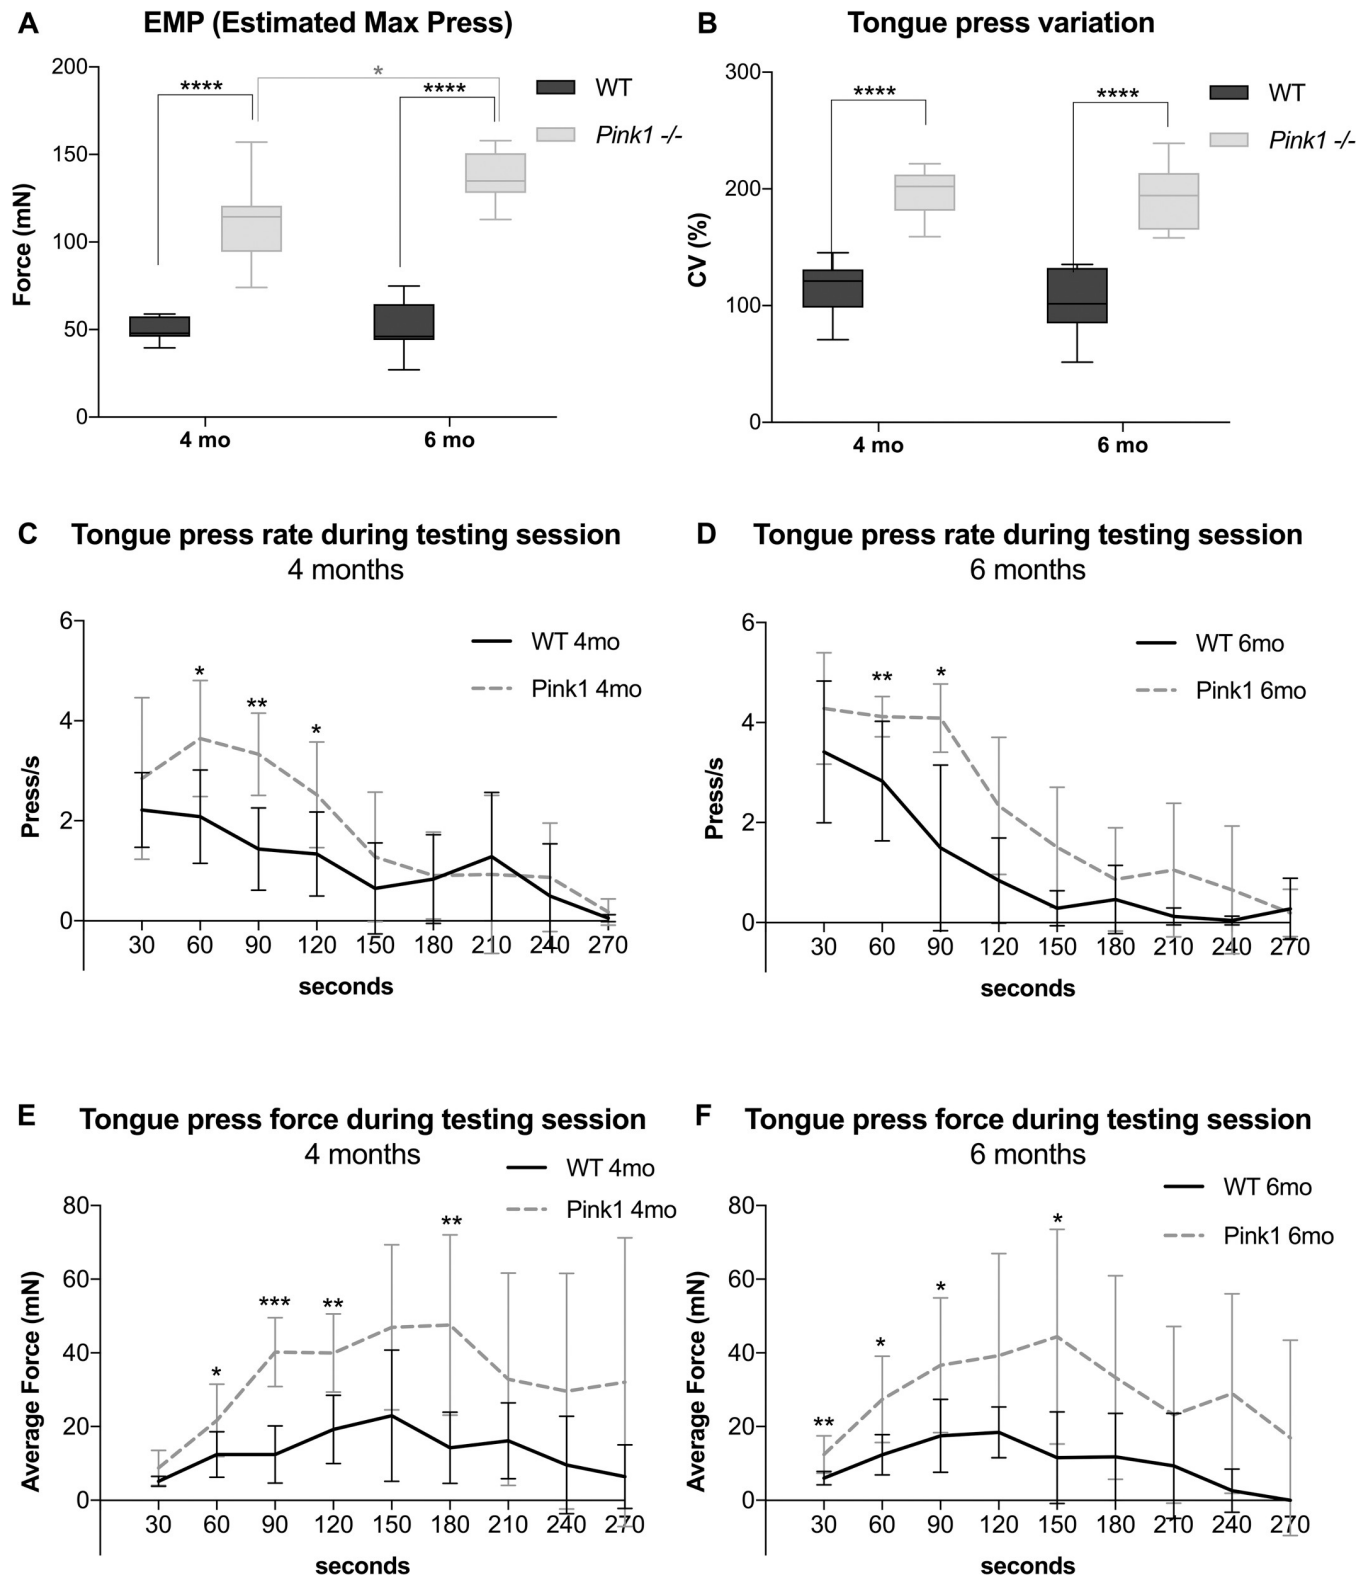 A EMP (Estimated Max Press)
200
150
100
50
0
Force (mN)
****
*
****
WT
Pink1 -/-
4 mo 6 mo
B Tongue press variation
300
200
100
0
CV (%)
****
****
WT
Pink1 -/-
4 mo 6 mo
C Tongue press rate during testing session
4 months
6
4
2
0
Press/s
*
**
*
WT 4mo
Pink1 4mo
30 60 90 120 150 180 210 240 270
seconds
D Tongue press rate during testing session
6 months
6
4
2
0
Press/s
**
*
WT 6mo
Pink1 6mo
30 60 90 120 150 180 210 240 270
seconds
E Tongue press force during testing session
4 months
80
60
40
20
0
Average Force (mN)
*
***
**
**
WT 4mo
Pink1 4mo
30 60 90 120 150 180 210 240 270
seconds
F Tongue press force during testing session
6 months
80
60
40
20
0
Average Force (mN)
**
*
*
*
WT 6mo
Pink1 6mo
30 60 90 120 150 180 210 240 270
seconds